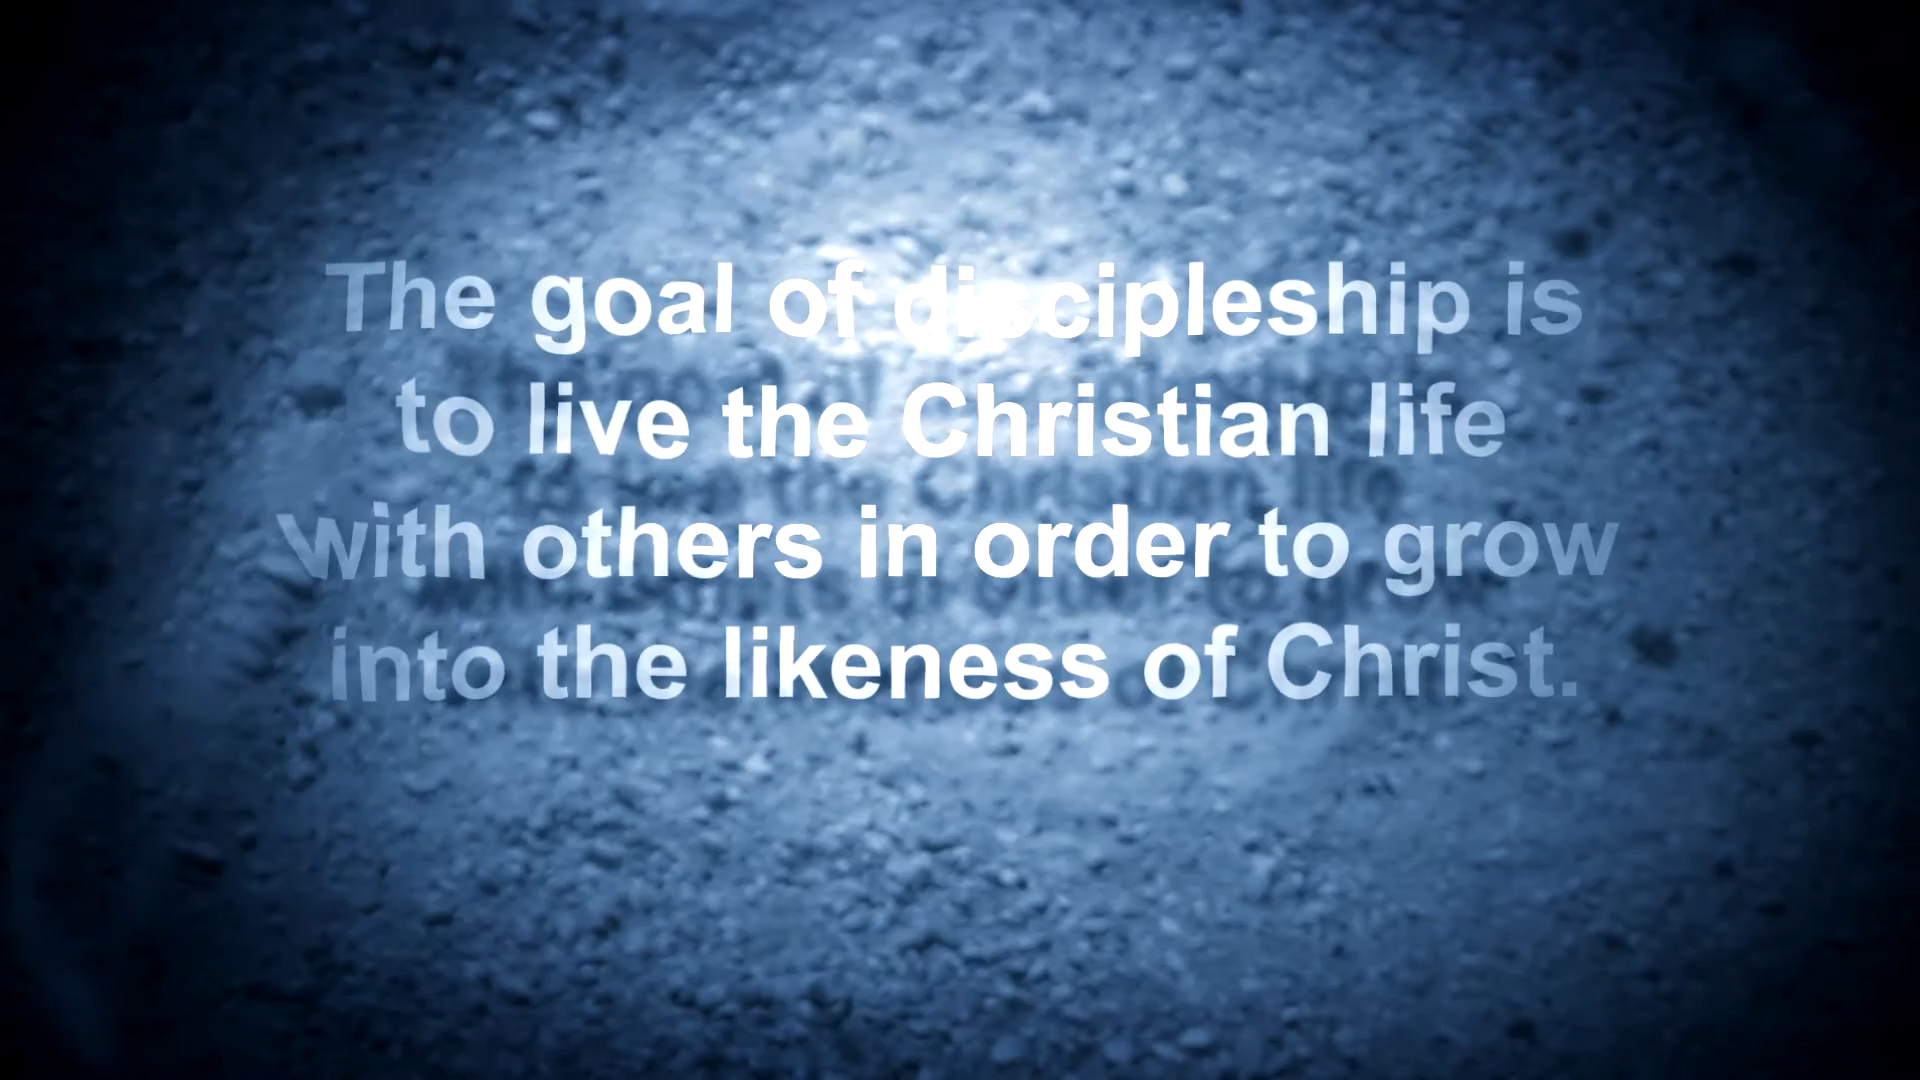 The goal of discipleship is
to live the Christian life
with others in order to grow
into the likeness of Christ.